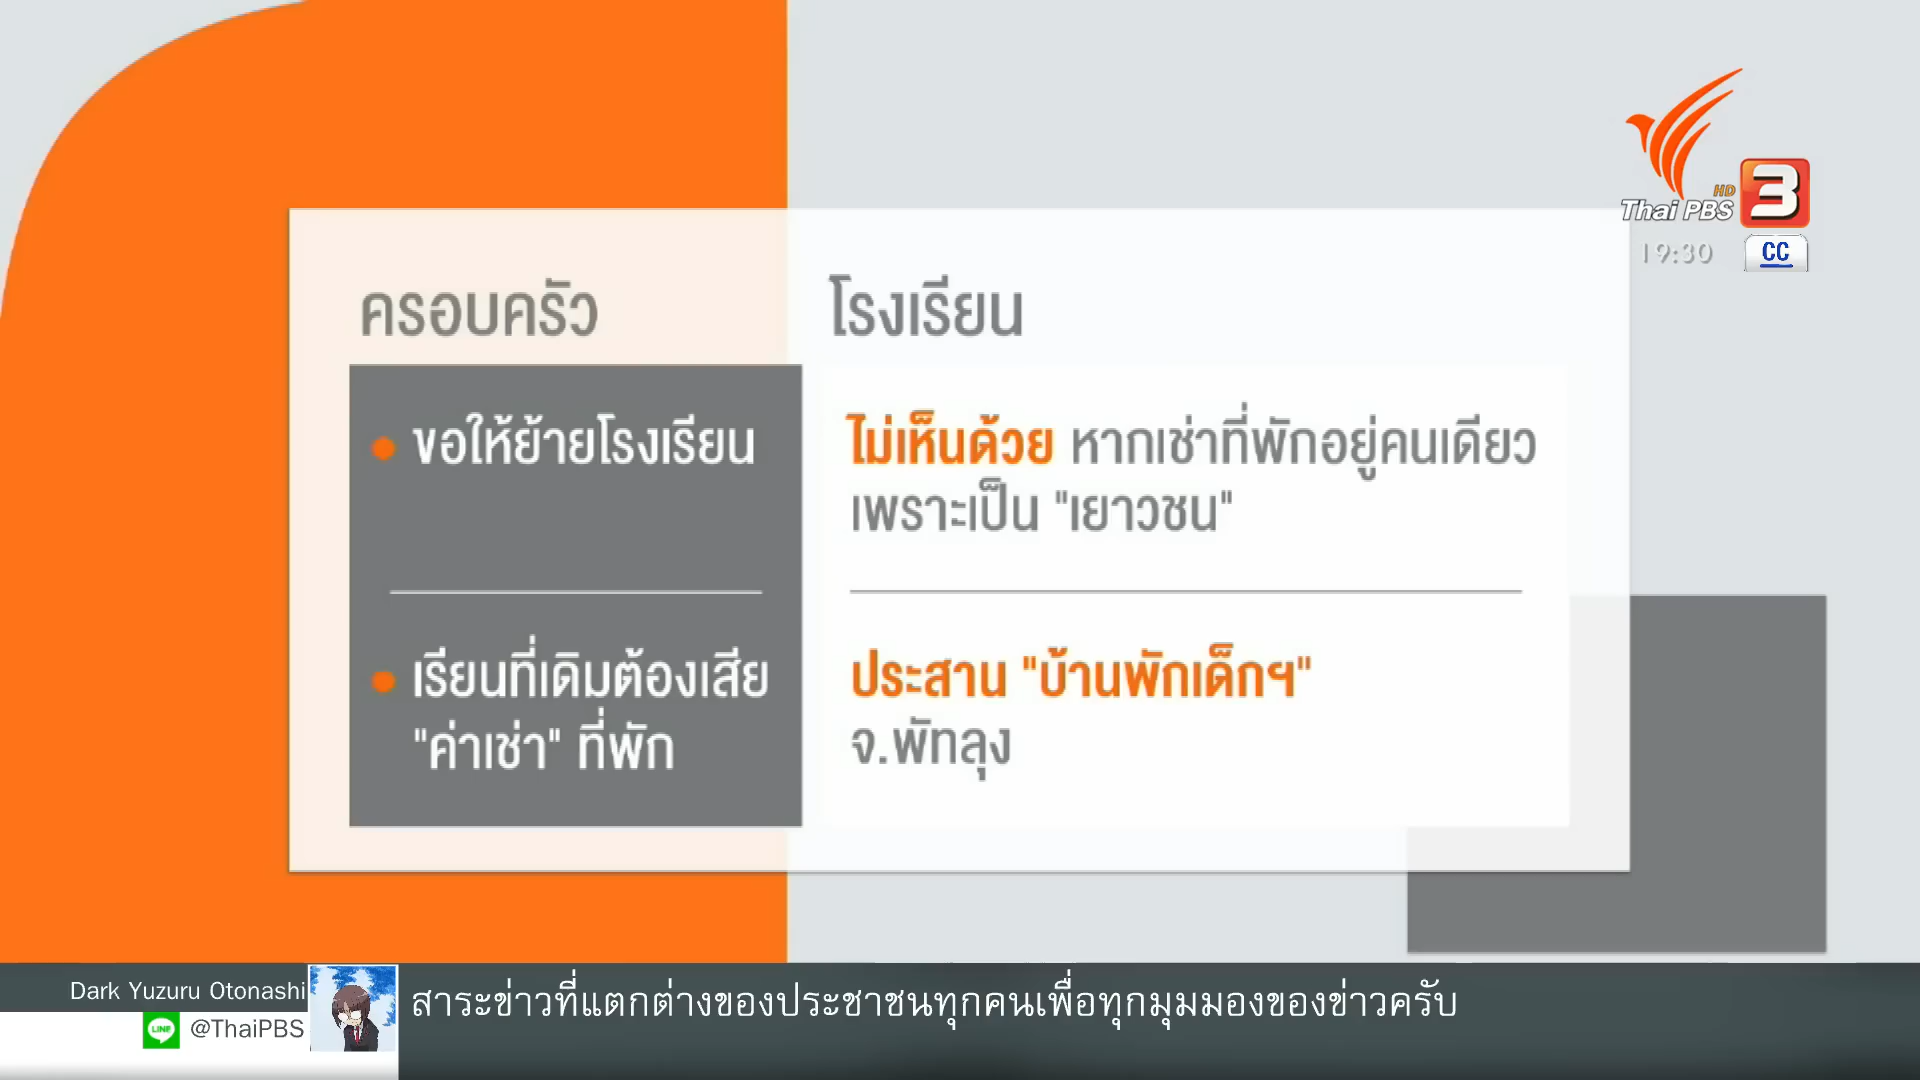 HD
Thai PBS 3
19:30 CC
ครอบครัว
โรงเรียน
ขอให้ย้ายโรงเรียน
ไม่เห็นด้วย หากเช่าที่พักอยู่คนเดียว
เพราะเป็น "เยาวชน"
เรียนที่เดิมต้องเสีย
"ค่าเช่า" ที่พัก
ประสาน "บ้านพักเด็กฯ"
จ.พัทลุง
Dark Yuzuru Otonashi
LINE @ThaiPBS
สาระข่าวที่แตกต่างของประชาชนทุกคนเพื่อทุกมุมมองของข่าวครับ